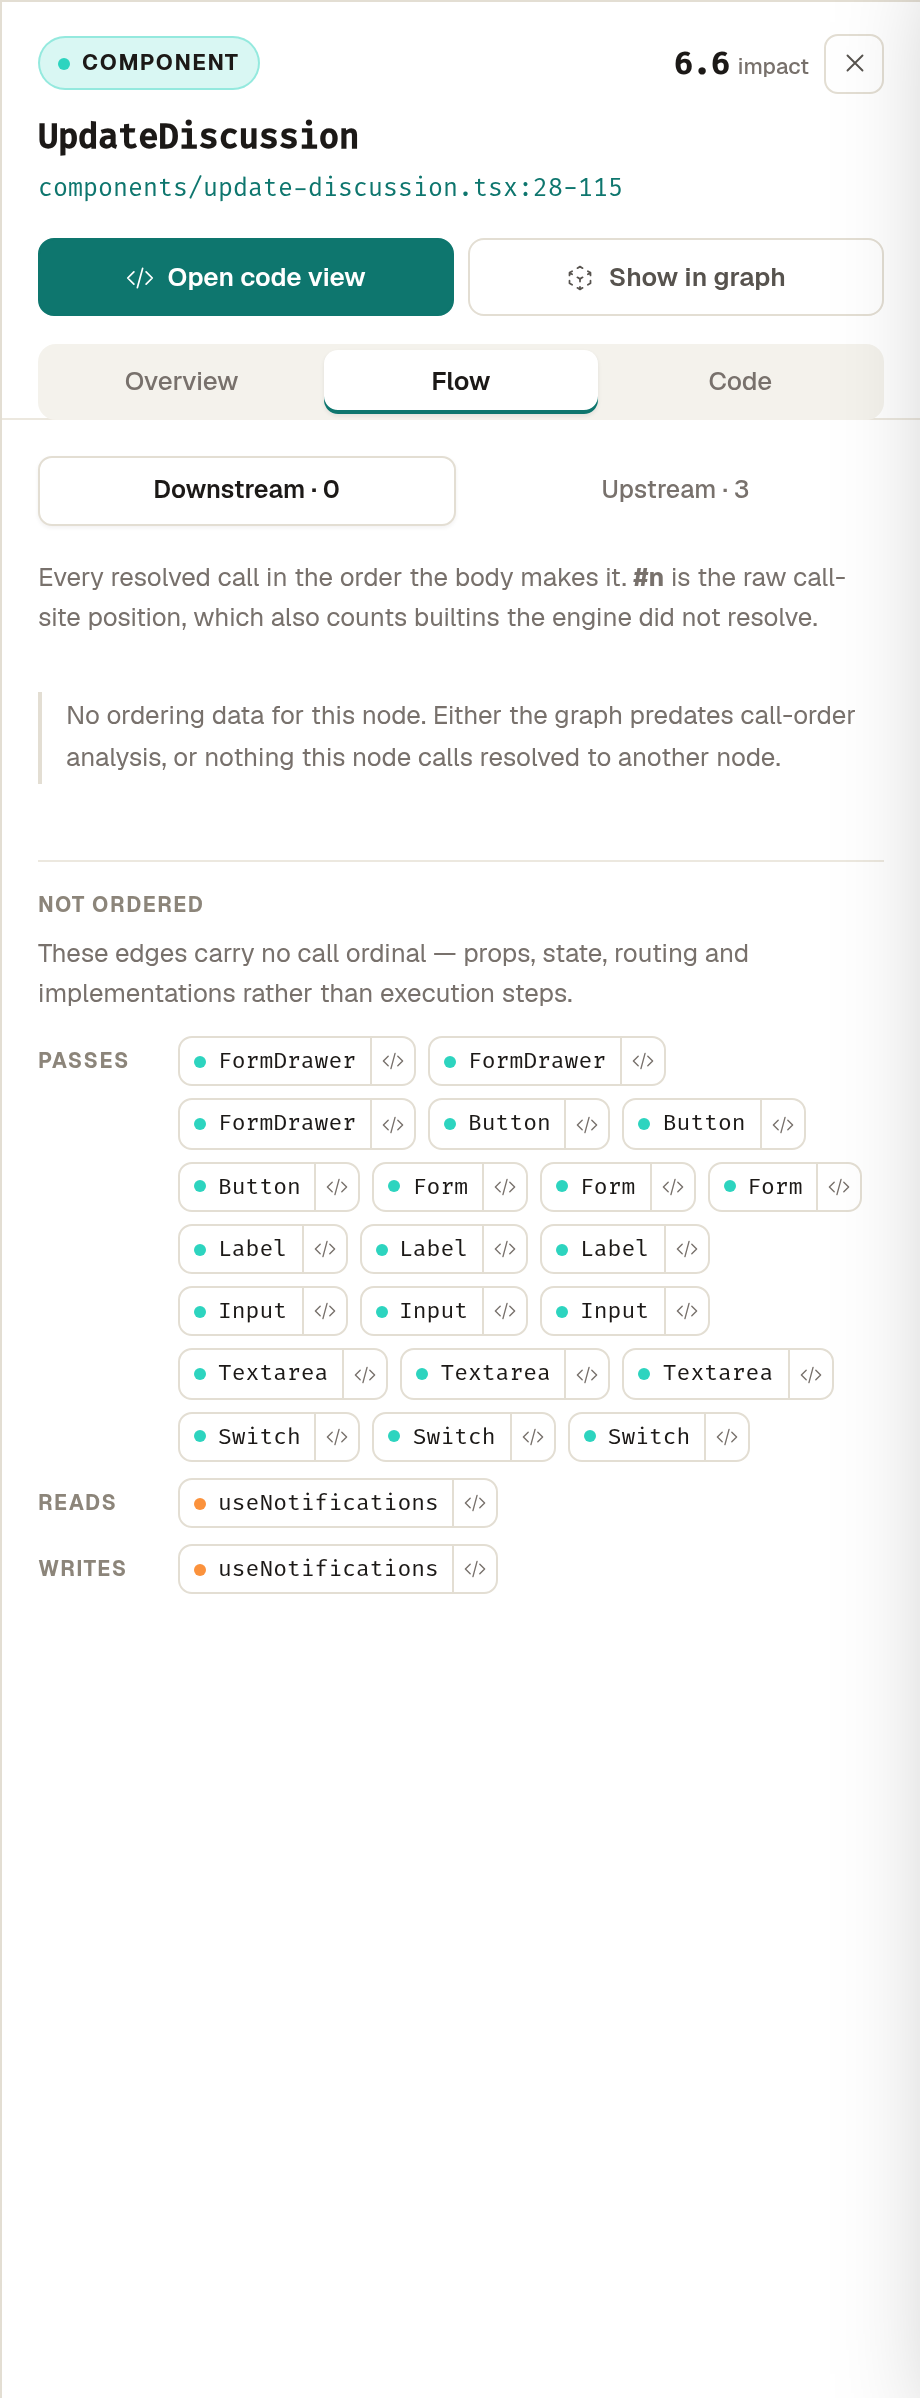 COMPONENT
6.6 impact
UpdateDiscussion
components/update-discussion.tsx:28-115
</> Open code view
Show in graph
Overview
Flow
Code
Downstream · 0
Upstream · 3
Every resolved call in the order the body makes it. #n is the raw call-
site position, which also counts builtins the engine did not resolve.
No ordering data for this node. Either the graph predates call-order
analysis, or nothing this node calls resolved to another node.
NOT ORDERED
These edges carry no call ordinal — props, state, routing and
implementations rather than execution steps.
PASSES FormDrawer </> FormDrawer </>
FormDrawer </> Button </> Button </>
Button </> Form </> Form </> Form </>
Label </> Label </> Label </>
Input </> Input </> Input </>
Textarea </> Textarea </> Textarea </>
Switch </> Switch </> Switch </>
READS useNotifications </>
WRITES useNotifications </>